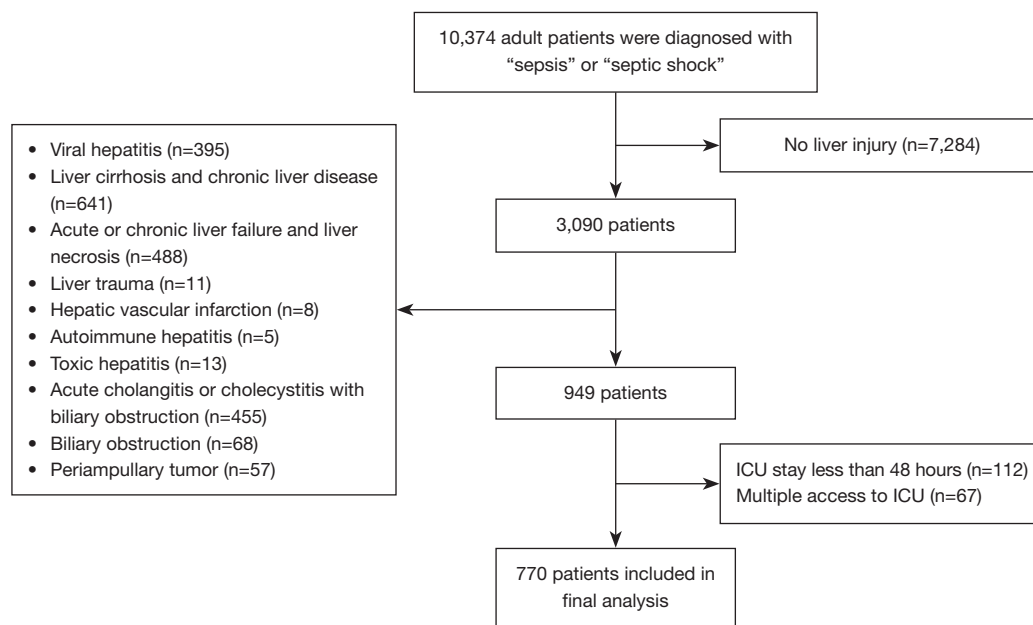 10,374 adult patients were diagnosed with
“sepsis” or “septic shock”
No liver injury (n=7,284)
3,090 patients
• Viral hepatitis (n=395)
• Liver cirrhosis and chronic liver disease
(n=641)
• Acute or chronic liver failure and liver
necrosis (n=488)
• Liver trauma (n=11)
• Hepatic vascular infarction (n=8)
• Autoimmune hepatitis (n=5)
• Toxic hepatitis (n=13)
• Acute cholangitis or cholecystitis with
biliary obstruction (n=455)
• Biliary obstruction (n=68)
• Periampullary tumor (n=57)
949 patients
ICU stay less than 48 hours (n=112)
Multiple access to ICU (n=67)
770 patients included in
final analysis